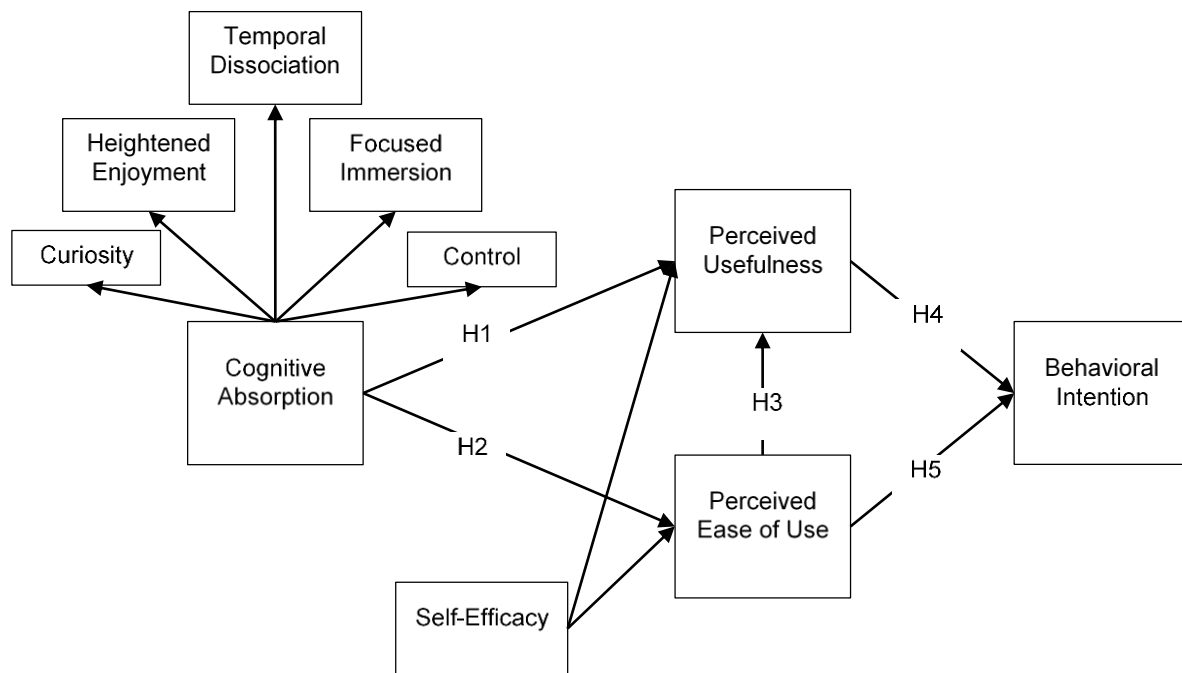 Temporal
Dissociation
Heightened
Enjoyment
Focused
Immersion
Curiosity
Control
Perceived
Usefulness
H1
H4
Cognitive
Absorption
Behavioral
Intention
H3
H2
H5
Perceived
Ease of Use
Self-Efficacy